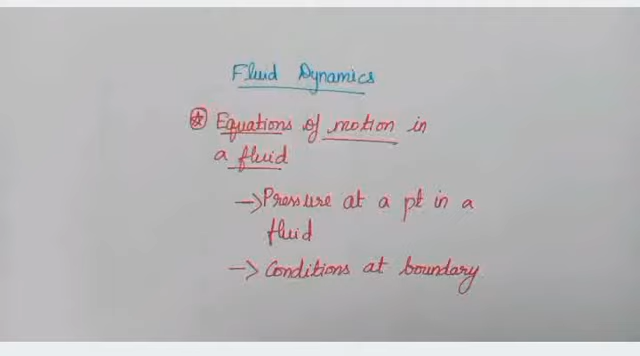 Fluid Dynamics
Equations of motion in
a fluid
→ Pressure at a pt in a
fluid
→ Conditions at boundary